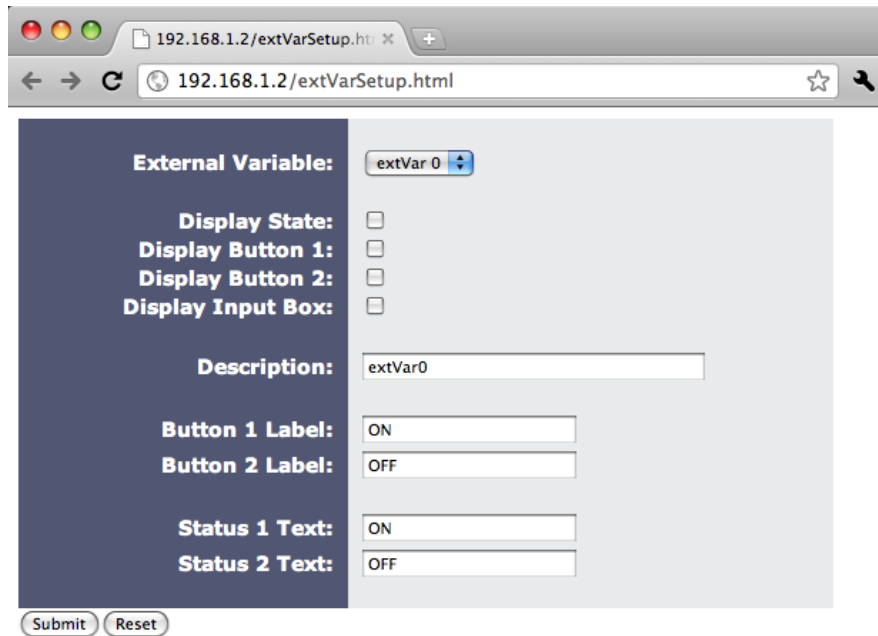 192.168.1.2/extVarSetup.ht
192.168.1.2/extVarSetup.html
External Variable: extVar 0
Display State:
Display Button 1:
Display Button 2:
Display Input Box:
Description: extVar0
Button 1 Label: ON
Button 2 Label: OFF
Status 1 Text: ON
Status 2 Text: OFF
Submit Reset